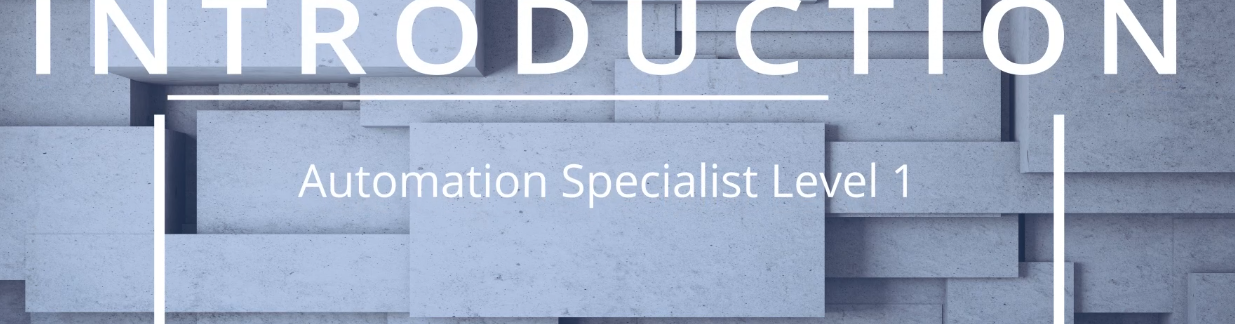 INTRODUCTION
Automation Specialist Level 1